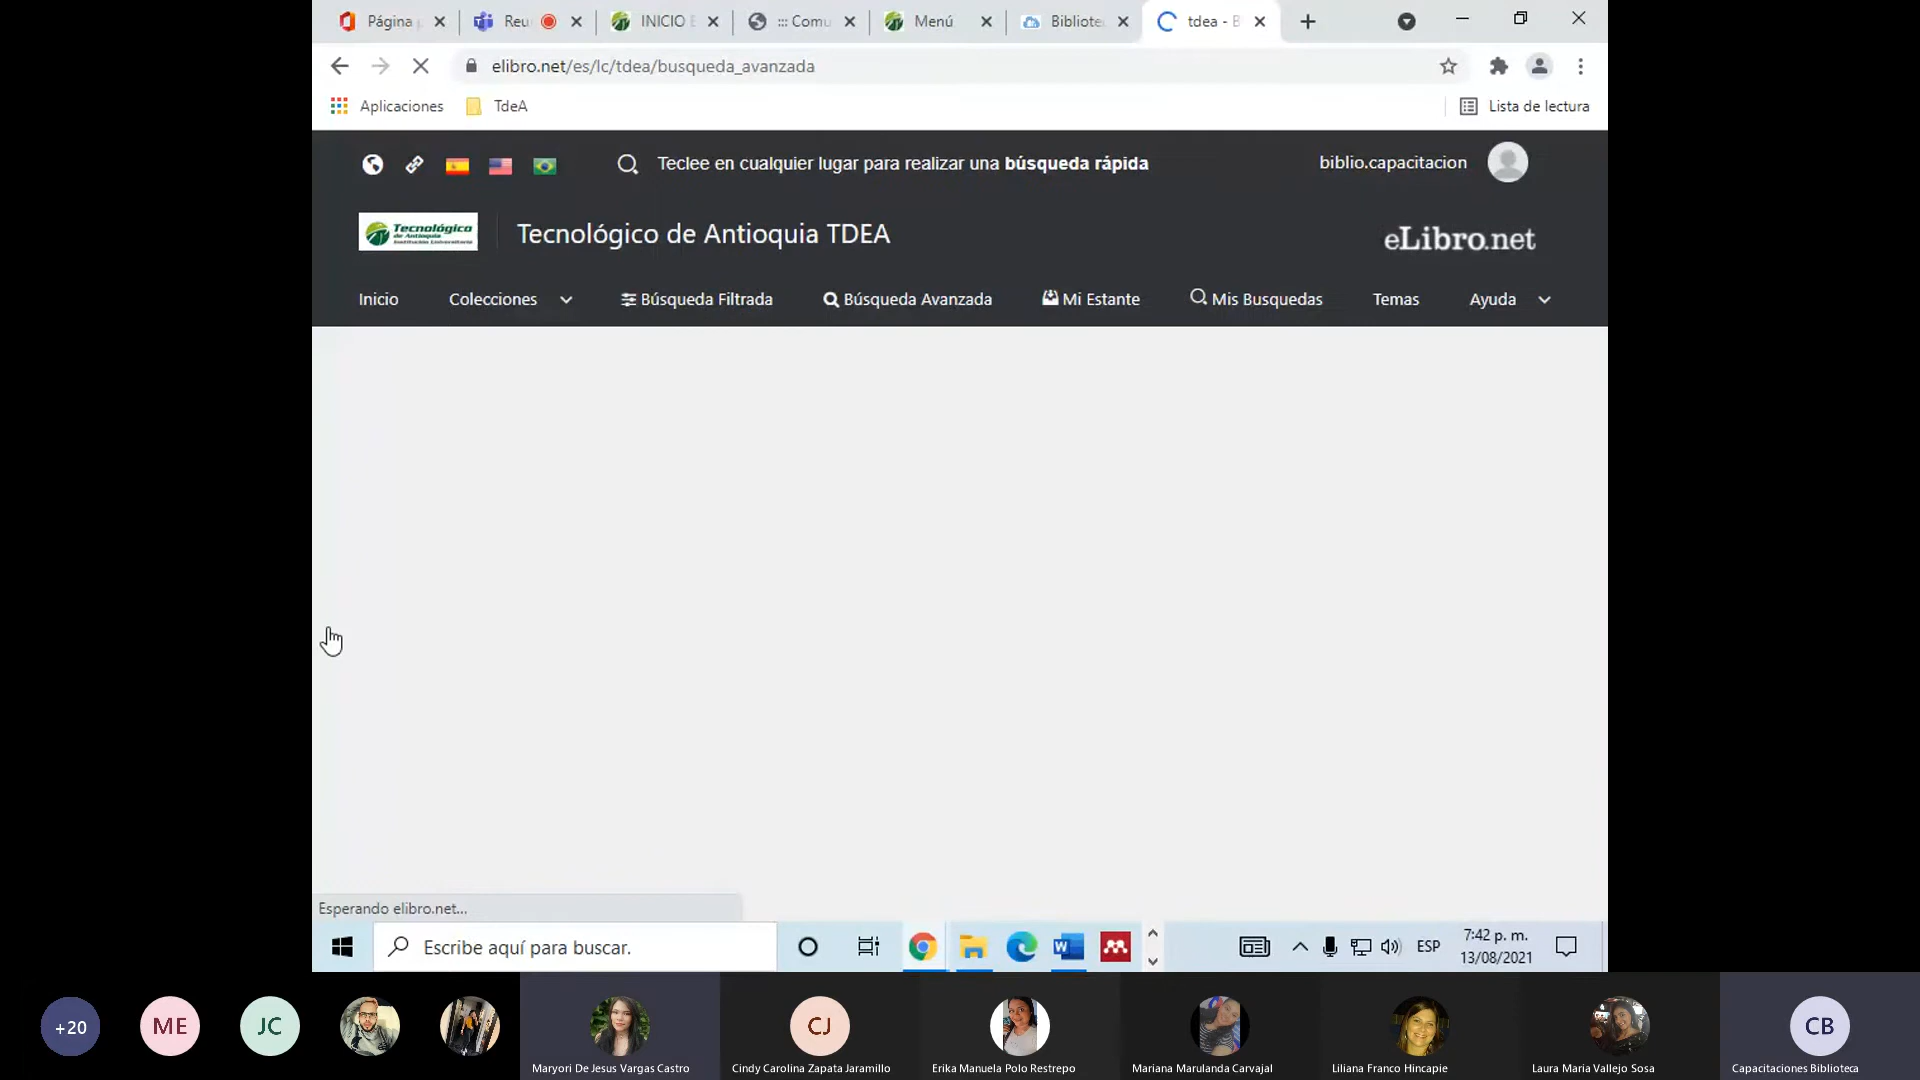 Página
Reu
INICIO
::: Comu
Menú
Bibliote
tdea - B
elibro.net/es/lc/tdea/busqueda_avanzada
Aplicaciones
TdeA
Lista de lectura
Teclee en cualquier lugar para realizar una búsqueda rápida
biblio.capacitacion
Tecnológico
de Antioquia
Institución Universitaria
Tecnológico de Antioquia TDEA
eLibro.net
Inicio
Colecciones
Búsqueda Filtrada
Búsqueda Avanzada
Mi Estante
Mis Busquedas
Temas
Ayuda
Esperando elibro.net...
Escribe aquí para buscar.
ESP
7:42 p. m.
13/08/2021
+20
ME
JC
CJ
CB
Maryori De Jesus Vargas Castro
Cindy Carolina Zapata Jaramillo
Erika Manuela Polo Restrepo
Mariana Marulanda Carvajal
Liliana Franco Hincapie
Laura Maria Vallejo Sosa
Capacitaciones Biblioteca